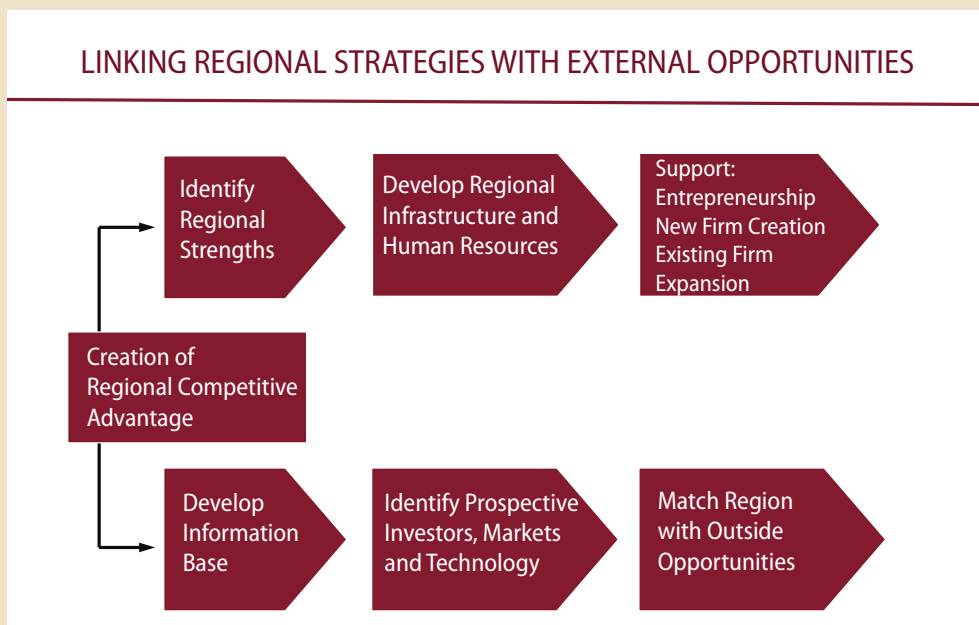 LINKING REGIONAL STRATEGIES WITH EXTERNAL OPPORTUNITIES
Identify
Regional
Strengths
Develop Regional
Infrastructure and
Human Resources
Support:
Entrepreneurship
New Firm Creation
Existing Firm
Expansion
Creation of
Regional Competitive
Advantage
Develop
Information
Base
Identify Prospective
Investors, Markets
and Technology
Match Region
with Outside
Opportunities